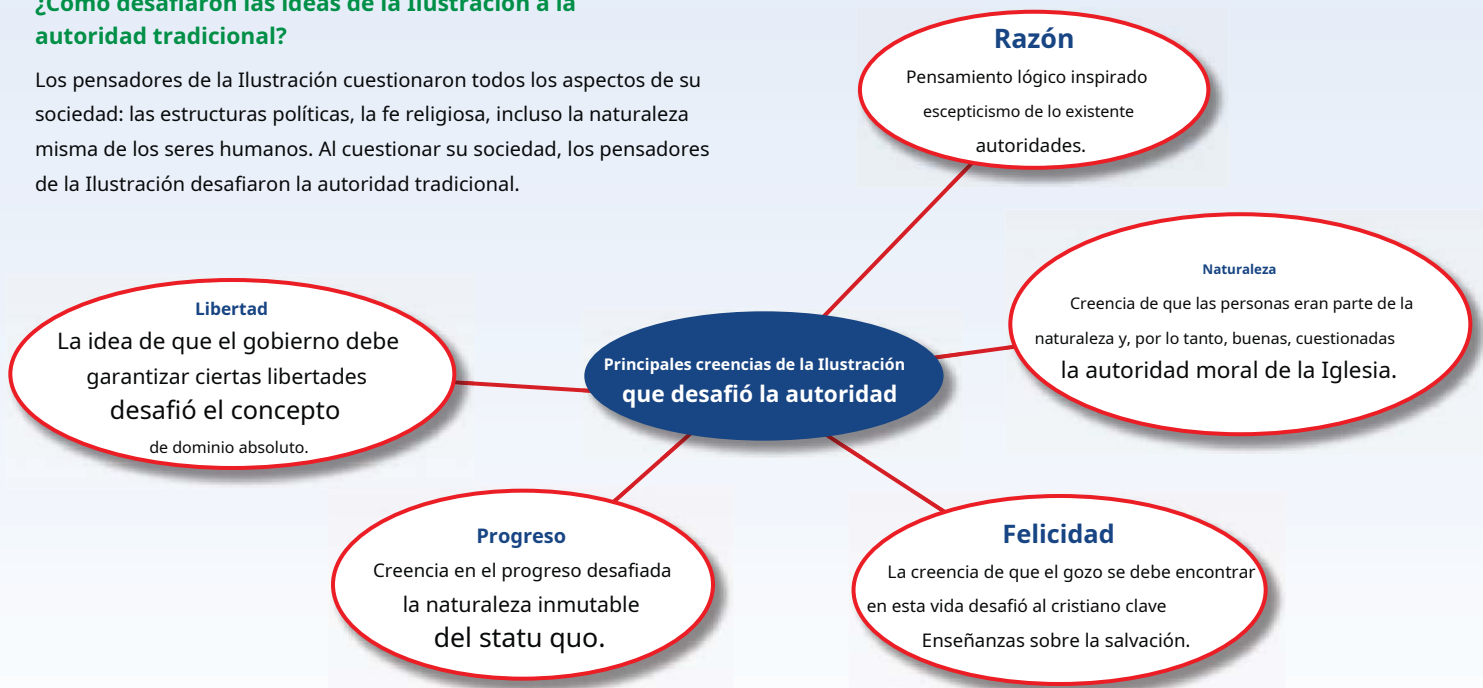 ¿Cómo desafiaron las ideas de la Ilustración a la
autoridad tradicional?
Los pensadores de la Ilustración cuestionaron todos los aspectos de su
sociedad: las estructuras políticas, la fe religiosa, incluso la naturaleza
misma de los seres humanos. Al cuestionar su sociedad, los pensadores
de la Ilustración desafiaron la autoridad tradicional.
Razón
Pensamiento lógico inspirado
escepticismo de lo existente
autoridades.
Naturaleza
Creencia de que las personas eran parte de la
naturaleza y, por lo tanto, buenas, cuestionadas
la autoridad moral de la Iglesia.
Libertad
La idea de que el gobierno debe
garantizar ciertas libertades
desafió el concepto
de dominio absoluto.
Principales creencias de la Ilustración
que desafió la autoridad
Progreso
Creencia en el progreso desafiada
la naturaleza inmutable
del statu quo.
Felicidad
La creencia de que el gozo se debe encontrar
en esta vida desafió al cristiano clave
Enseñanzas sobre la salvación.